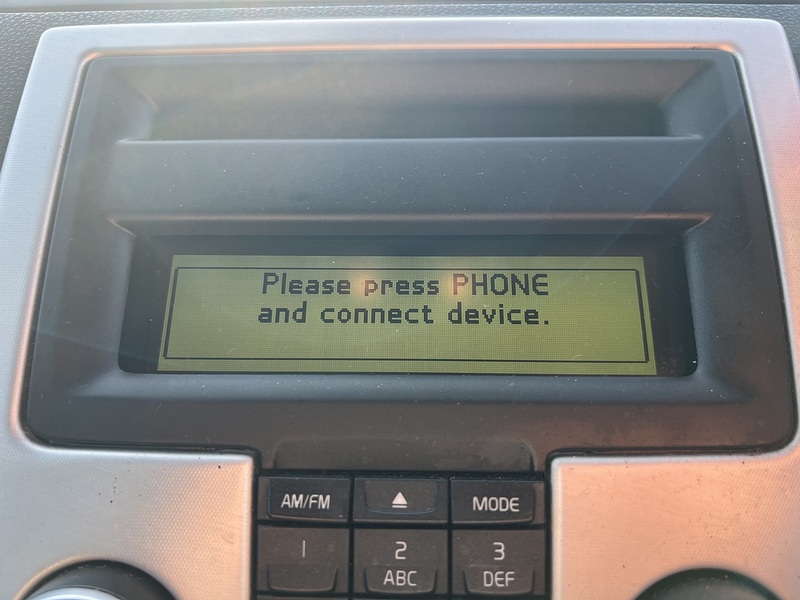 Please press PHONE
and connect device.
AM/FM MODE
1 2 3
ABC DEF